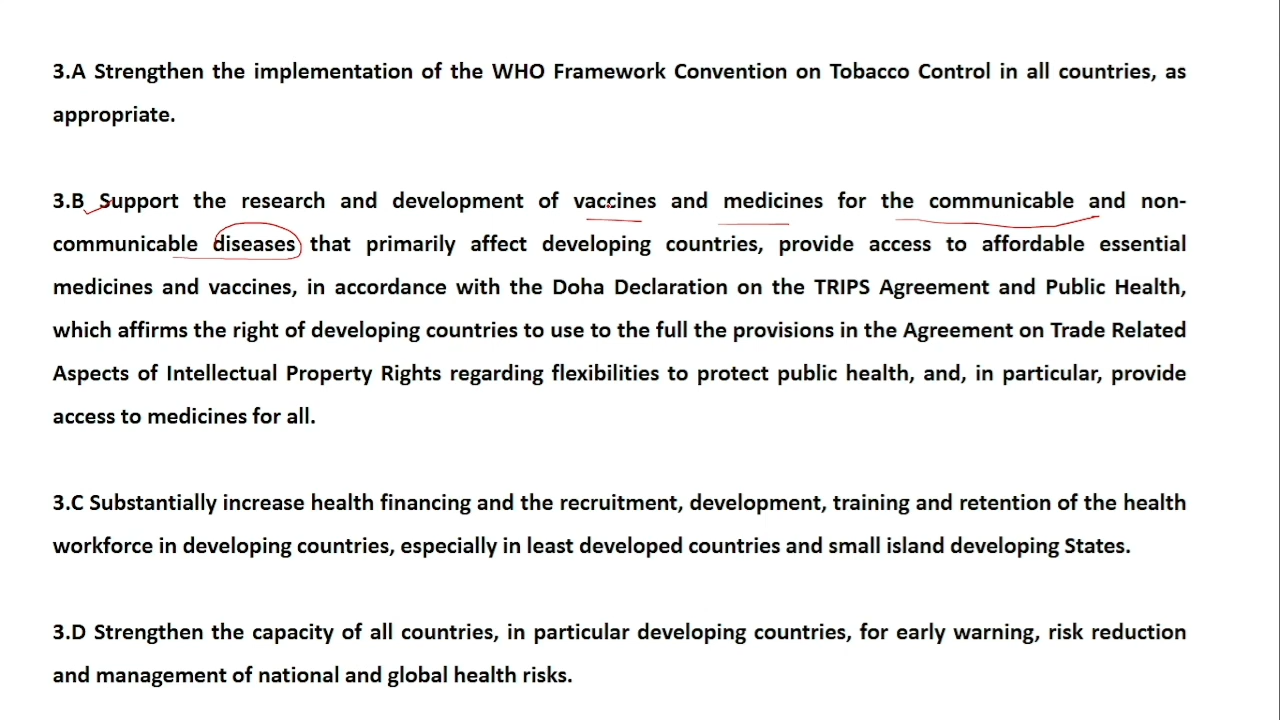 3.A Strengthen the implementation of the WHO Framework Convention on Tobacco Control in all countries, as
appropriate.
3.B Support the research and development of vaccines and medicines for the communicable and non-
communicable diseases that primarily affect developing countries, provide access to affordable essential
medicines and vaccines, in accordance with the Doha Declaration on the TRIPS Agreement and Public Health,
which affirms the right of developing countries to use to the full the provisions in the Agreement on Trade Related
Aspects of Intellectual Property Rights regarding flexibilities to protect public health, and, in particular, provide
access to medicines for all.
3.C Substantially increase health financing and the recruitment, development, training and retention of the health
workforce in developing countries, especially in least developed countries and small island developing States.
3.D Strengthen the capacity of all countries, in particular developing countries, for early warning, risk reduction
and management of national and global health risks.